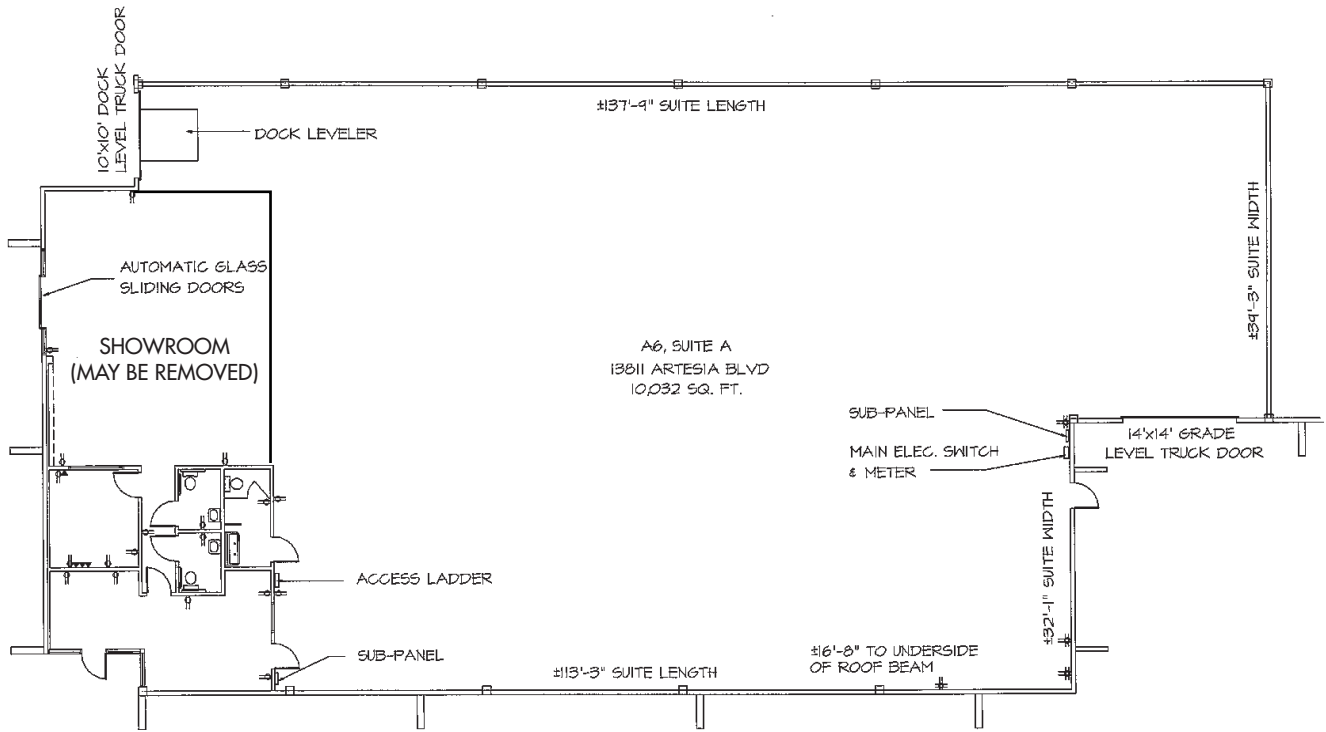 10'x10' DOCK
LEVEL TRUCK DOOR
±137'-9" SUITE LENGTH
DOCK LEVELER
AUTOMATIC GLASS
SLIDING DOORS
±39'-3" SUITE WIDTH
SHOWROOM
(MAY BE REMOVED)
A6, SUITE A
13811 ARTESIA BLVD
10,032 SQ. FT.
SUB-PANEL
MAIN ELEC. SWITCH
& METER
14'x14' GRADE
LEVEL TRUCK DOOR
±32'-1" SUITE WIDTH
ACCESS LADDER
SUB-PANEL
±113'-3" SUITE LENGTH
±16'-8" TO UNDERSIDE
OF ROOF BEAM